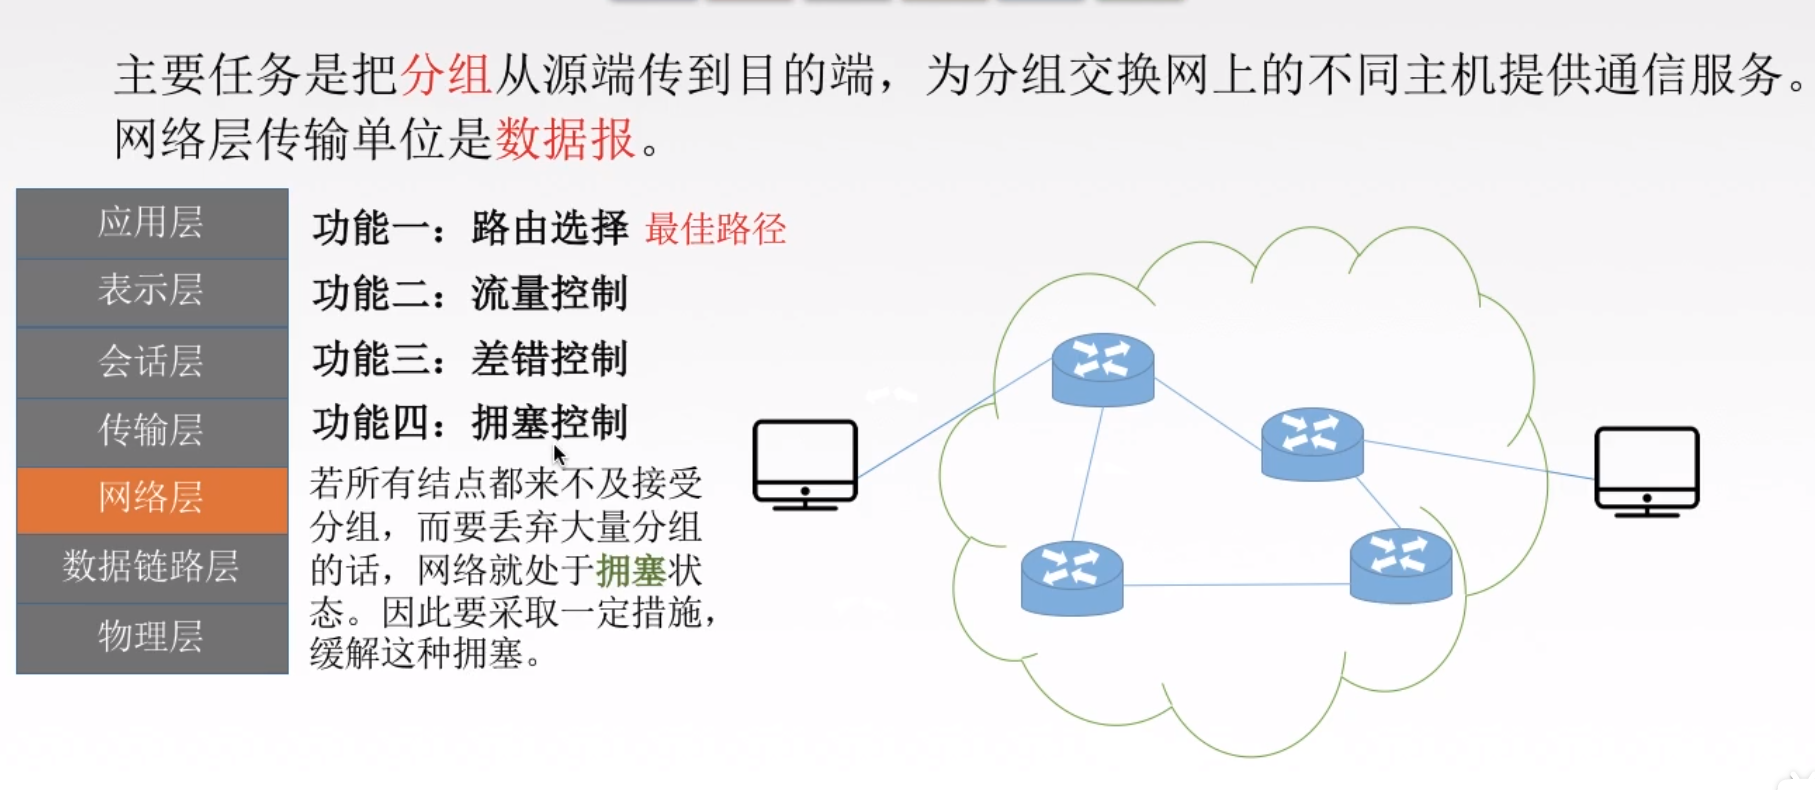 主要任务是把分组从源端传到目的端，为分组交换网上的不同主机提供通信服务。
网络层传输单位是数据报。
应用层
表示层
会话层
传输层
网络层
数据链路层
物理层
功能一：路由选择 最佳路径
功能二：流量控制
功能三：差错控制
功能四：拥塞控制
若所有结点都来不及接受
分组，而要丢弃大量分组
的话，网络就处于拥塞状
态。因此要采取一定措施，
缓解这种拥塞。